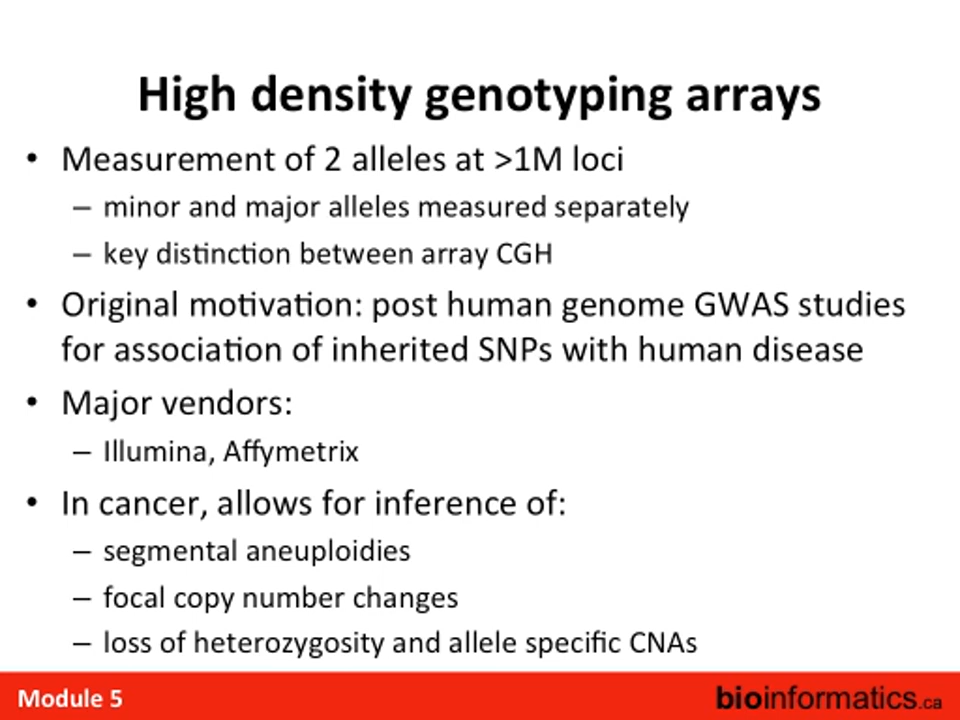 High density genotyping arrays
• Measurement of 2 alleles at >1M loci
– minor and major alleles measured separately
– key distinction between array CGH
• Original motivation: post human genome GWAS studies
for association of inherited SNPs with human disease
• Major vendors:
– Illumina, Affymetrix
• In cancer, allows for inference of:
– segmental aneuploidies
– focal copy number changes
– loss of heterozygosity and allele specific CNAs
Module 5
bioinformatics.ca